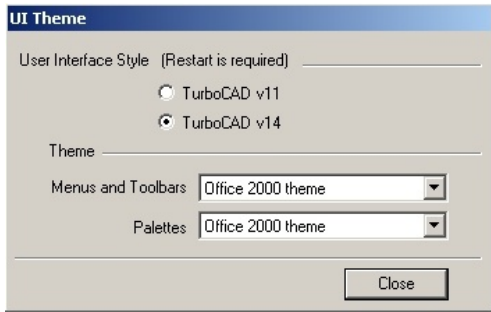 UI Theme
User Interface Style (Restart is required)
TurboCAD v11
TurboCAD v14
Theme
Menus and Toolbars Office 2000 theme
Palettes Office 2000 theme
Close